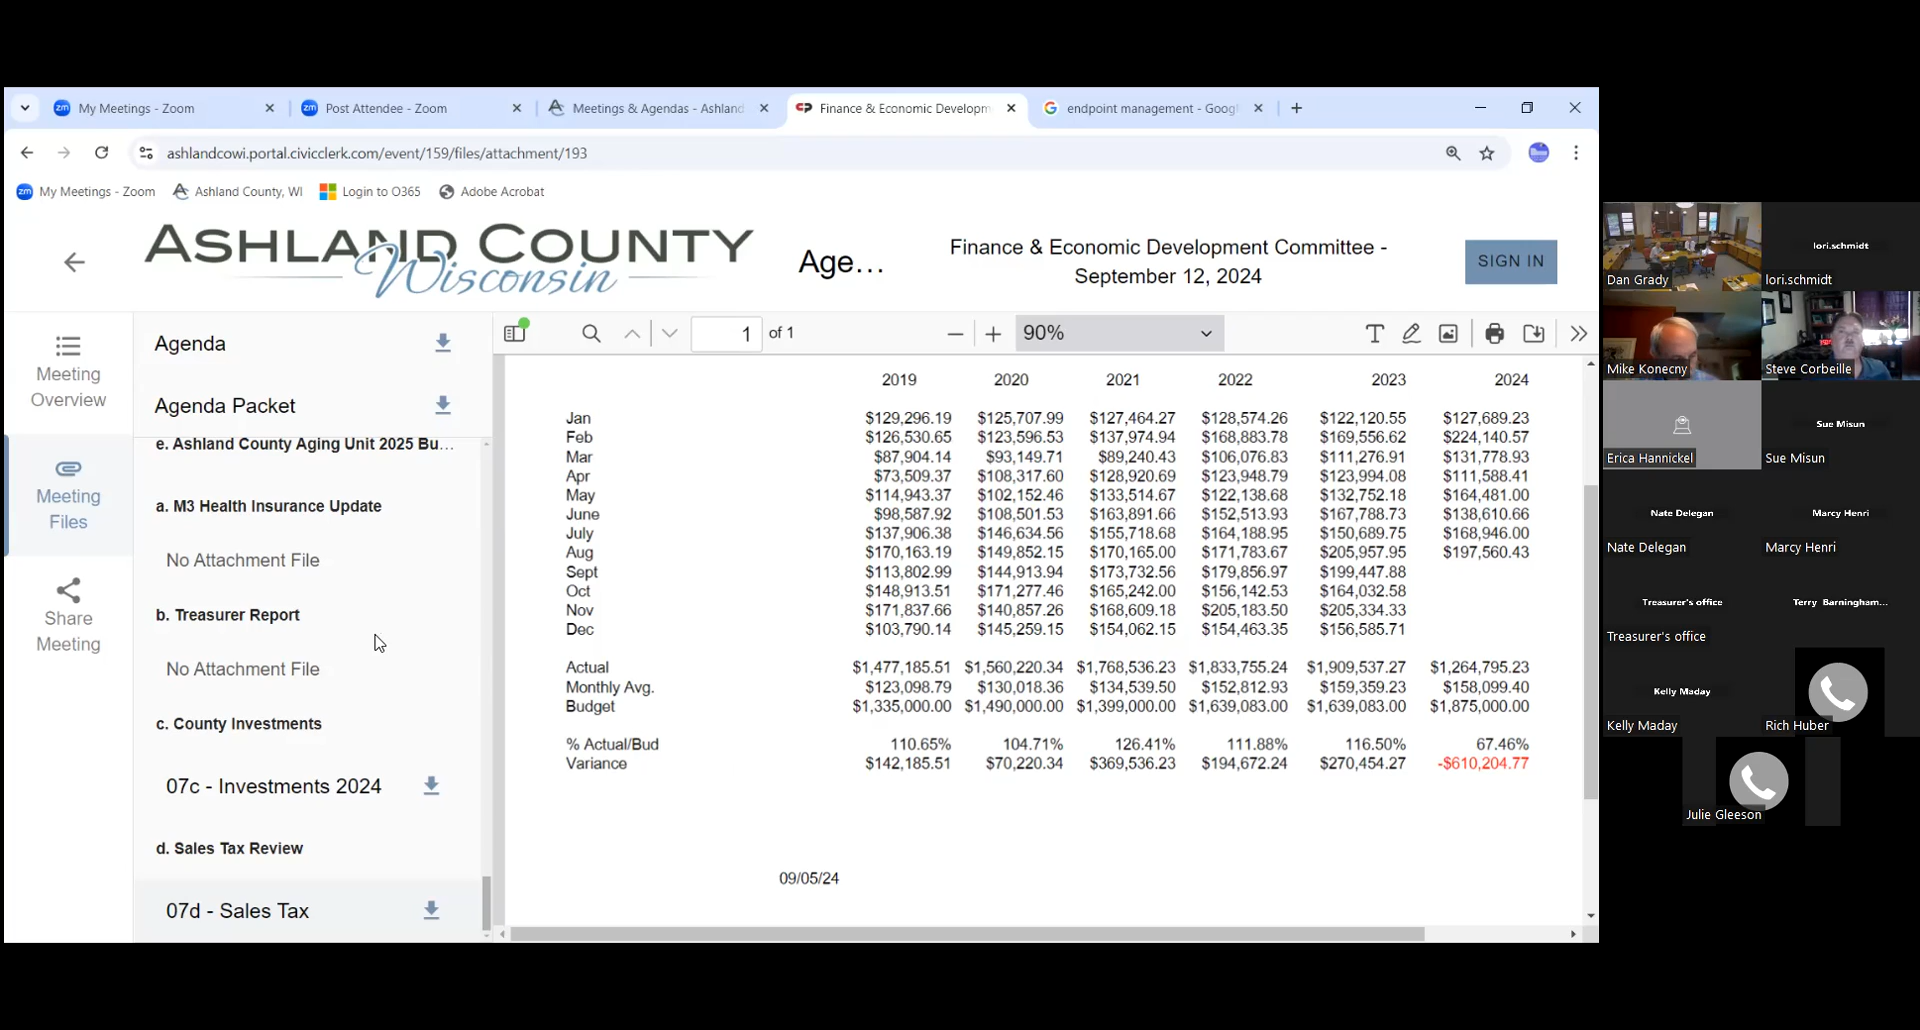 My Meetings - Zoom
Post Attendee - Zoom
Meetings & Agendas - Ashland
Finance & Economic Developm
endpoint management - Goog
ashlandcowi.portal.civicclerk.com/event/159/files/attachment/193
My Meetings - Zoom
Ashland County, WI
Login to O365
Adobe Acrobat
ASHLAND COUNTY
Wisconsin
Age...
Finance & Economic Development Committee -
September 12, 2024
SIGN IN
Meeting
Overview
Meeting
Files
Share
Meeting
Agenda
Agenda Packet
e. Ashland County Aging Unit 2025 Bu...
a. M3 Health Insurance Update
No Attachment File
b. Treasurer Report
No Attachment File
c. County Investments
07c - Investments 2024
d. Sales Tax Review
07d - Sales Tax
1 of 1
90%
2019 2020 2021 2022 2023 2024
Jan $129,296.19 $125,707.99 $127,464.27 $128,574.26 $122,120.55 $127,689.23
Feb $126,530.65 $123,596.53 $137,974.94 $168,883.78 $169,556.62 $224,140.57
Mar $87,904.14 $93,149.71 $89,240.43 $106,076.83 $111,276.91 $131,778.93
Apr $73,509.37 $108,317.60 $128,920.69 $123,948.79 $123,994.08 $111,588.41
May $114,943.37 $102,152.46 $133,514.67 $122,138.68 $132,752.18 $164,481.00
June $98,587.92 $108,501.53 $163,891.66 $152,513.93 $167,788.73 $138,610.66
July $137,906.38 $146,634.56 $155,718.68 $164,188.95 $150,689.75 $168,946.00
Aug $170,163.19 $149,852.15 $170,165.00 $171,783.67 $205,957.95 $197,560.43
Sept $113,802.99 $144,913.94 $173,732.56 $179,856.97 $199,447.88
Oct $148,913.51 $171,277.46 $165,242.00 $156,142.53 $164,032.58
Nov $171,837.66 $140,857.26 $168,609.18 $205,183.50 $205,334.33
Dec $103,790.14 $145,259.15 $154,062.15 $154,463.35 $156,585.71
Actual $1,477,185.51 $1,560,220.34 $1,768,536.23 $1,833,755.24 $1,909,537.27 $1,264,795.23
Monthly Avg. $123,098.79 $130,018.36 $134,539.50 $152,812.93 $159,359.23 $158,099.40
Budget $1,335,000.00 $1,490,000.00 $1,399,000.00 $1,639,083.00 $1,639,083.00 $1,875,000.00
% Actual/Bud 110.65% 104.71% 126.41% 111.88% 116.50% 67.46%
Variance $142,185.51 $70,220.34 $369,536.23 $194,672.24 $270,454.27 -$610,204.77
09/05/24
Dan Grady
lori.schmidt
lori.schmidt
Mike Konecny
Steve Corbeille
Erica Hannickel
Sue Misun
Sue Misun
Nate Delegan
Nate Delegan
Marcy Henri
Marcy Henri
Treasurer's office
Treasurer's office
Terry Barningham...
Kelly Maday
Kelly Maday
Rich Huber
Julie Gleeson